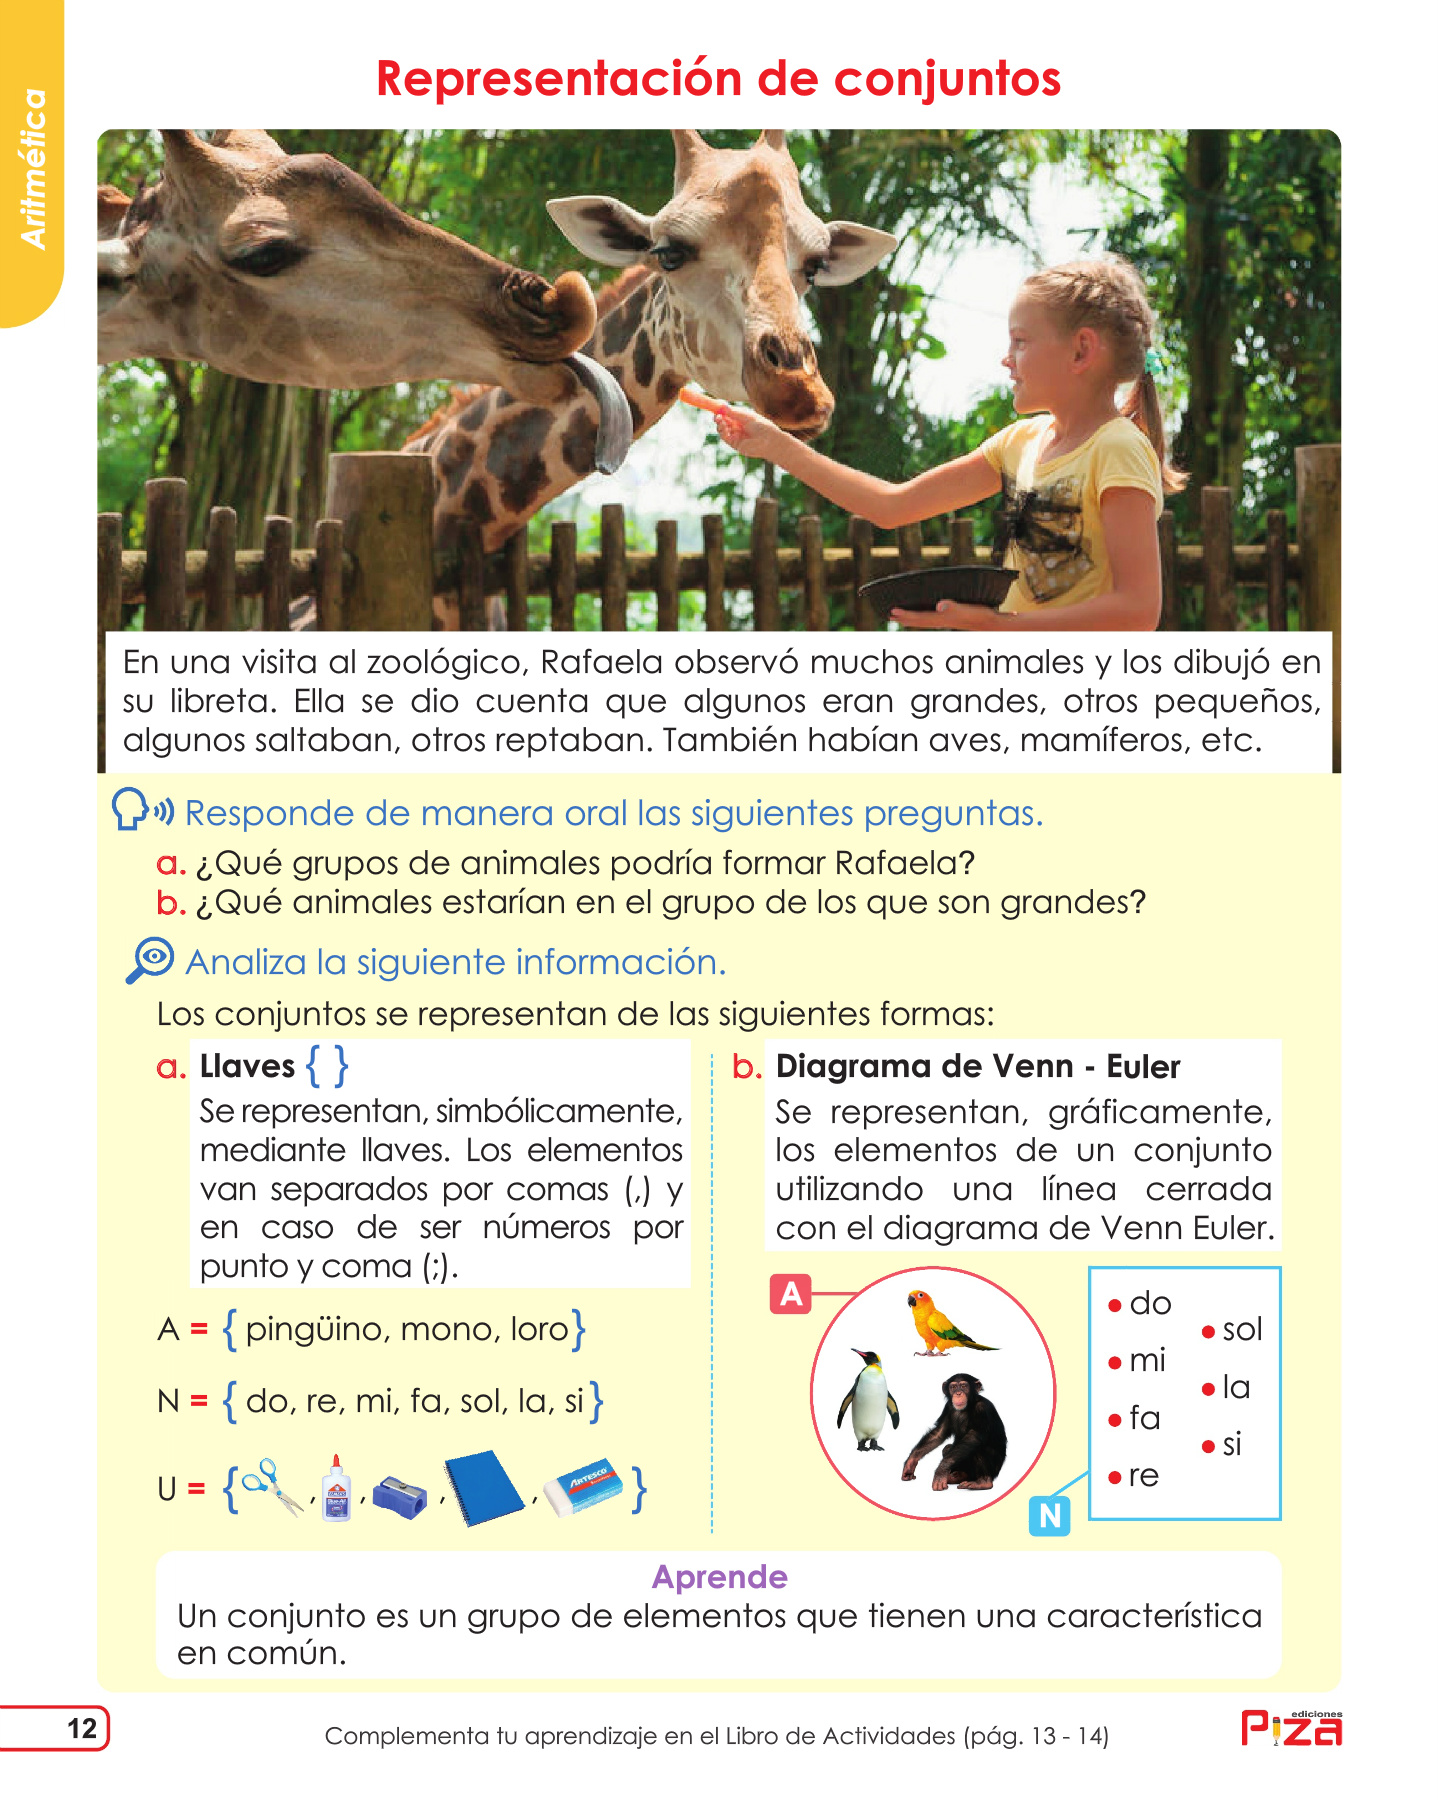 Aritmética
Representación de conjuntos
En una visita al zoológico, Rafaela observó muchos animales y los dibujó en
su libreta. Ella se dio cuenta que algunos eran grandes, otros pequeños,
algunos saltaban, otros reptaban. También habían aves, mamíferos, etc.
Responde de manera oral las siguientes preguntas.
a. ¿Qué grupos de animales podría formar Rafaela?
b. ¿Qué animales estarían en el grupo de los que son grandes?
Analiza la siguiente información.
Los conjuntos se representan de las siguientes formas:
a. Llaves { }
Se representan, simbólicamente,
mediante llaves. Los elementos
van separados por comas (,) y
en caso de ser números por
punto y coma (;).
A = { pingüino, mono, loro}
N = { do, re, mi, fa, sol, la, si}
U = { , , , , }
ARTESCO
b. Diagrama de Venn - Euler
Se representan, gráficamente,
los elementos de un conjunto
utilizando una línea cerrada
con el diagrama de Venn Euler.
A
• do
• mi
• fa
• re
• sol
• la
• si
N
Aprende
Un conjunto es un grupo de elementos que tienen una característica
en común.
12
Complementa tu aprendizaje en el Libro de Actividades (pág. 13 - 14)
ediciones
Piza